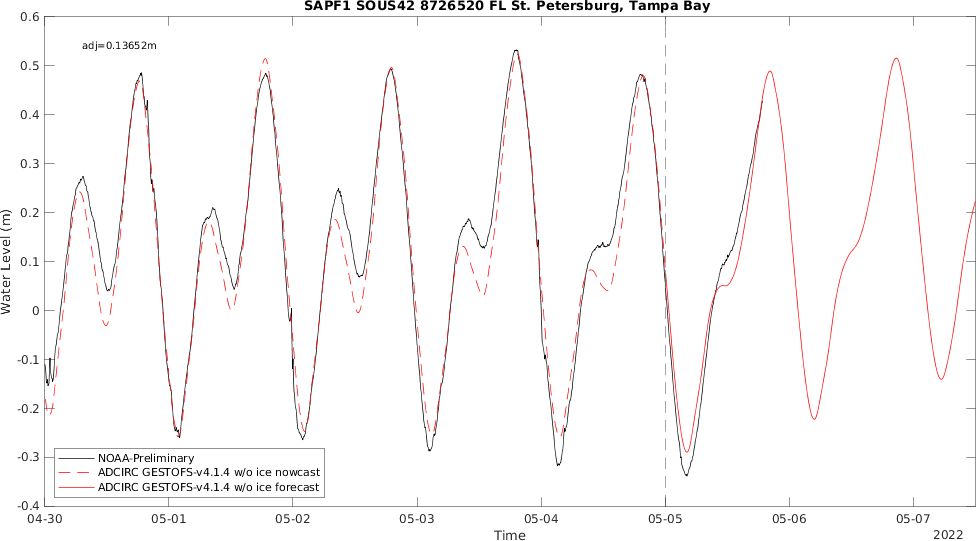 SAPF1 SOUS42 8726520 FL St. Petersburg, Tampa Bay
adj=0.13652m
0.6
0.5
0.4
0.3
0.2
0.1
0
-0.1
-0.2
-0.3
-0.4
Water Level (m)
NOAA-Preliminary
ADCIRC GESTOFS-v4.1.4 w/o ice nowcast
ADCIRC GESTOFS-v4.1.4 w/o ice forecast
04-30 05-01 05-02 05-03 05-04 05-05 05-06 05-07
Time
2022